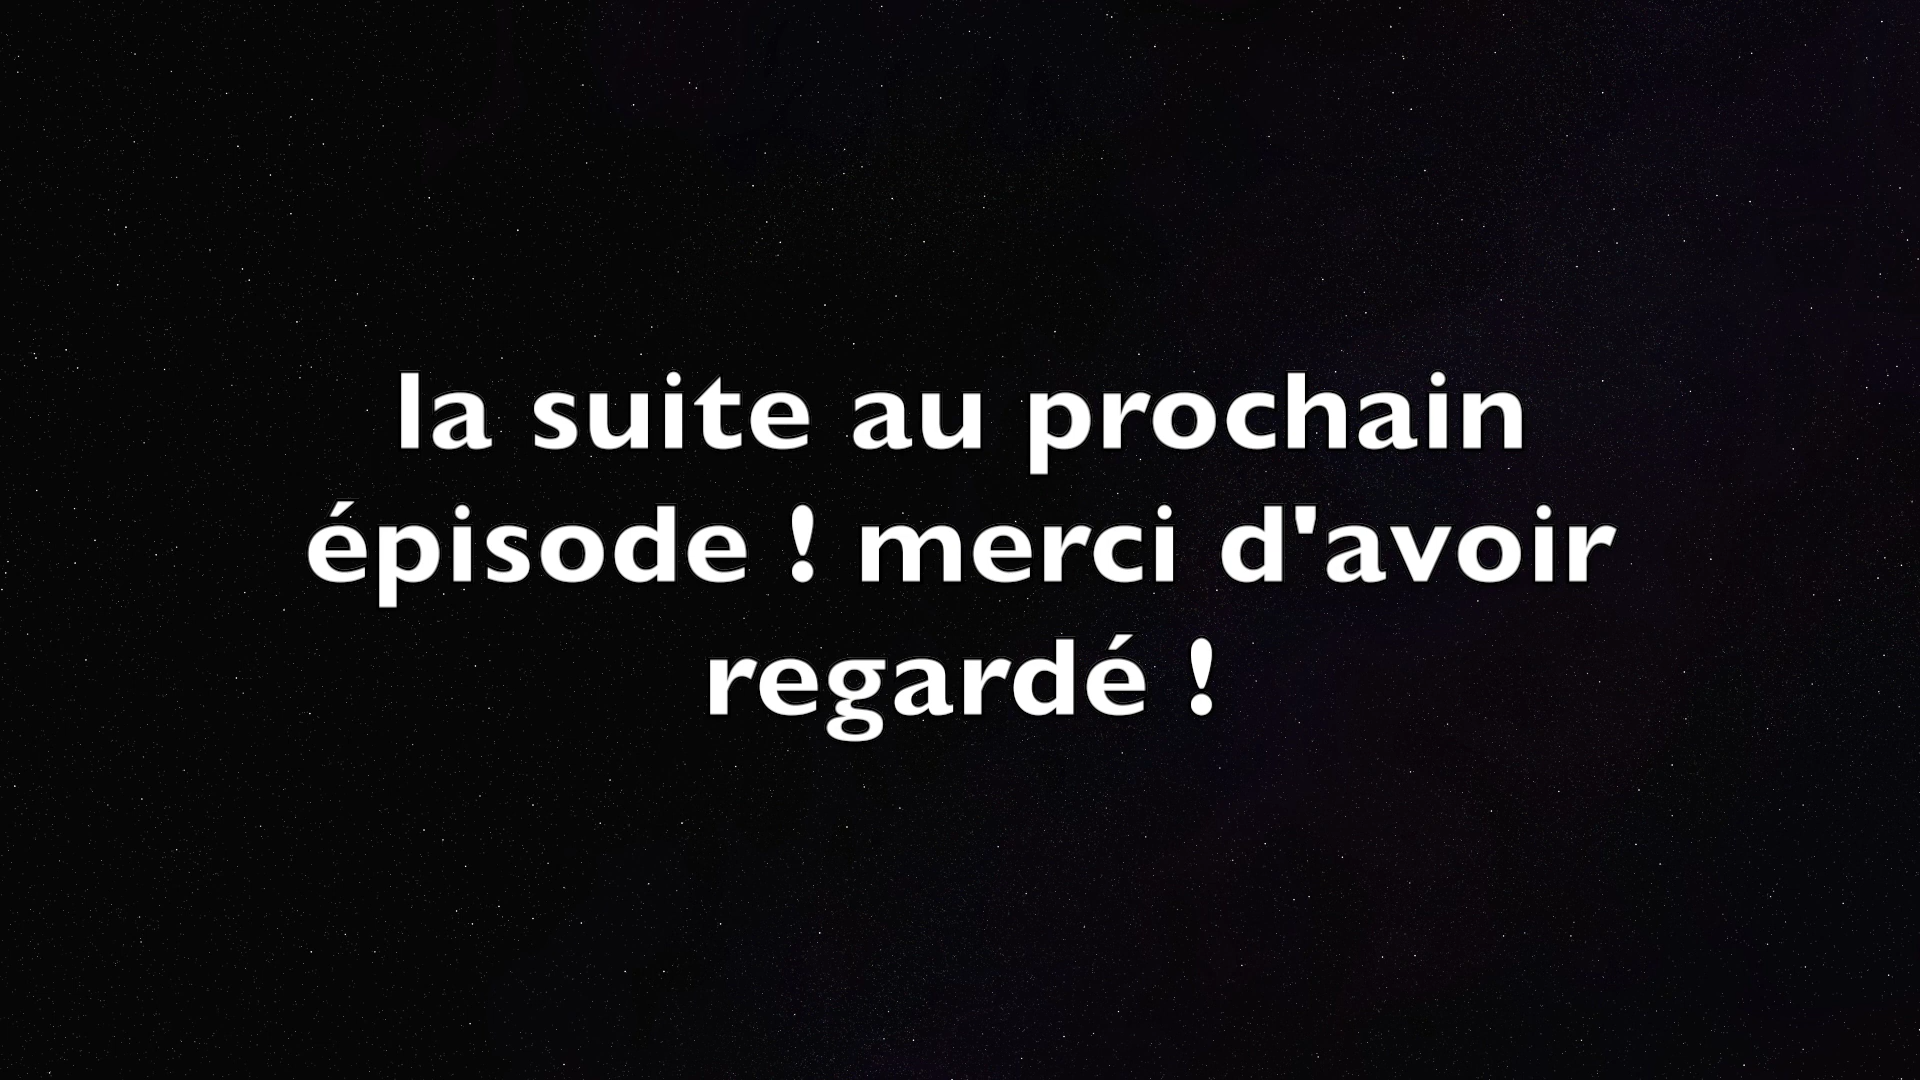 la suite au prochain
épisode ! merci d'avoir
regardé !